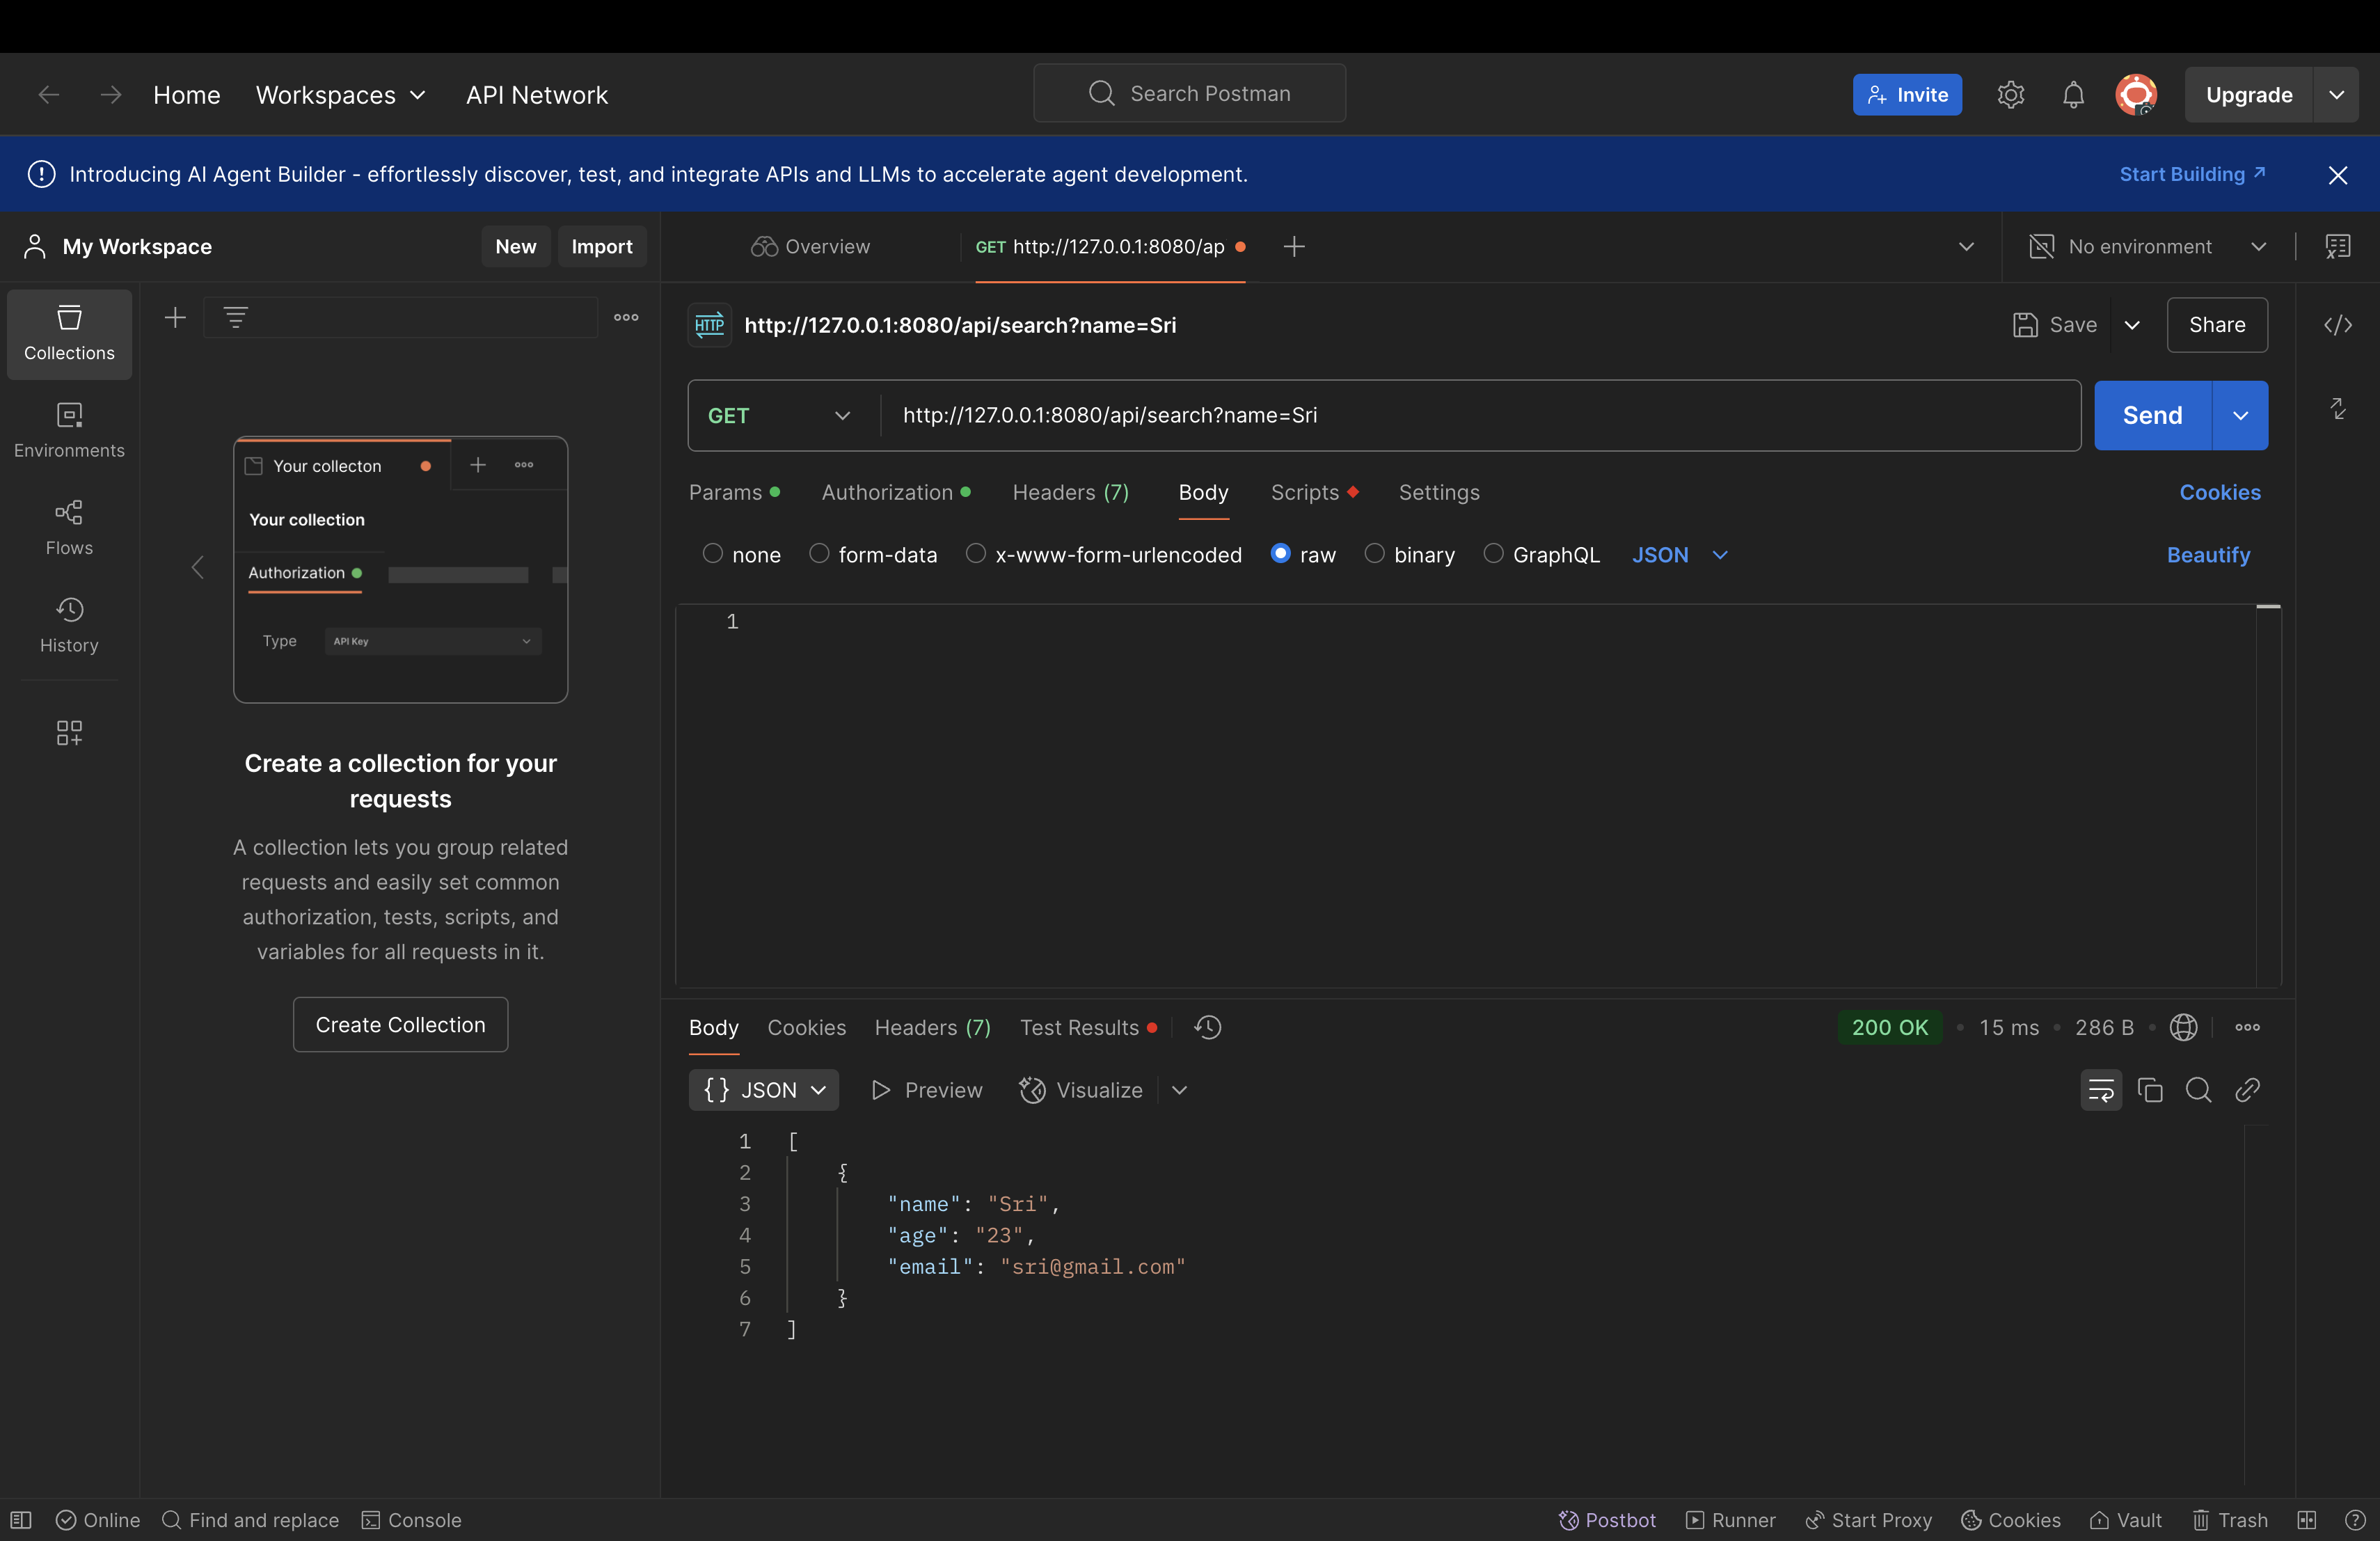 Home Workspaces API Network Search Postman Invite Upgrade
Introducing AI Agent Builder - effortlessly discover, test, and integrate APIs and LLMs to accelerate agent development. Start Building
My Workspace New Import Overview GET http://127.0.0.1:8080/ap No environment
Collections
Environments
Flows
History
Your collecton
Your collection
Authorization
Type API Key
Create a collection for your
requests
A collection lets you group related
requests and easily set common
authorization, tests, scripts, and
variables for all requests in it.
Create Collection
HTTP http://127.0.0.1:8080/api/search?name=Sri Save Share
GET http://127.0.0.1:8080/api/search?name=Sri Send
Params Authorization Headers (7) Body Scripts Settings Cookies
none form-data x-www-form-urlencoded raw binary GraphQL JSON Beautify
1
Body Cookies Headers (7) Test Results 200 OK 15 ms 286 B
{} JSON Preview Visualize
1 [
2 {
3 "name": "Sri",
4 "age": "23",
5 "email": "sri@gmail.com"
6 }
7 ]
Online Find and replace Console Postbot Runner Start Proxy Cookies Vault Trash